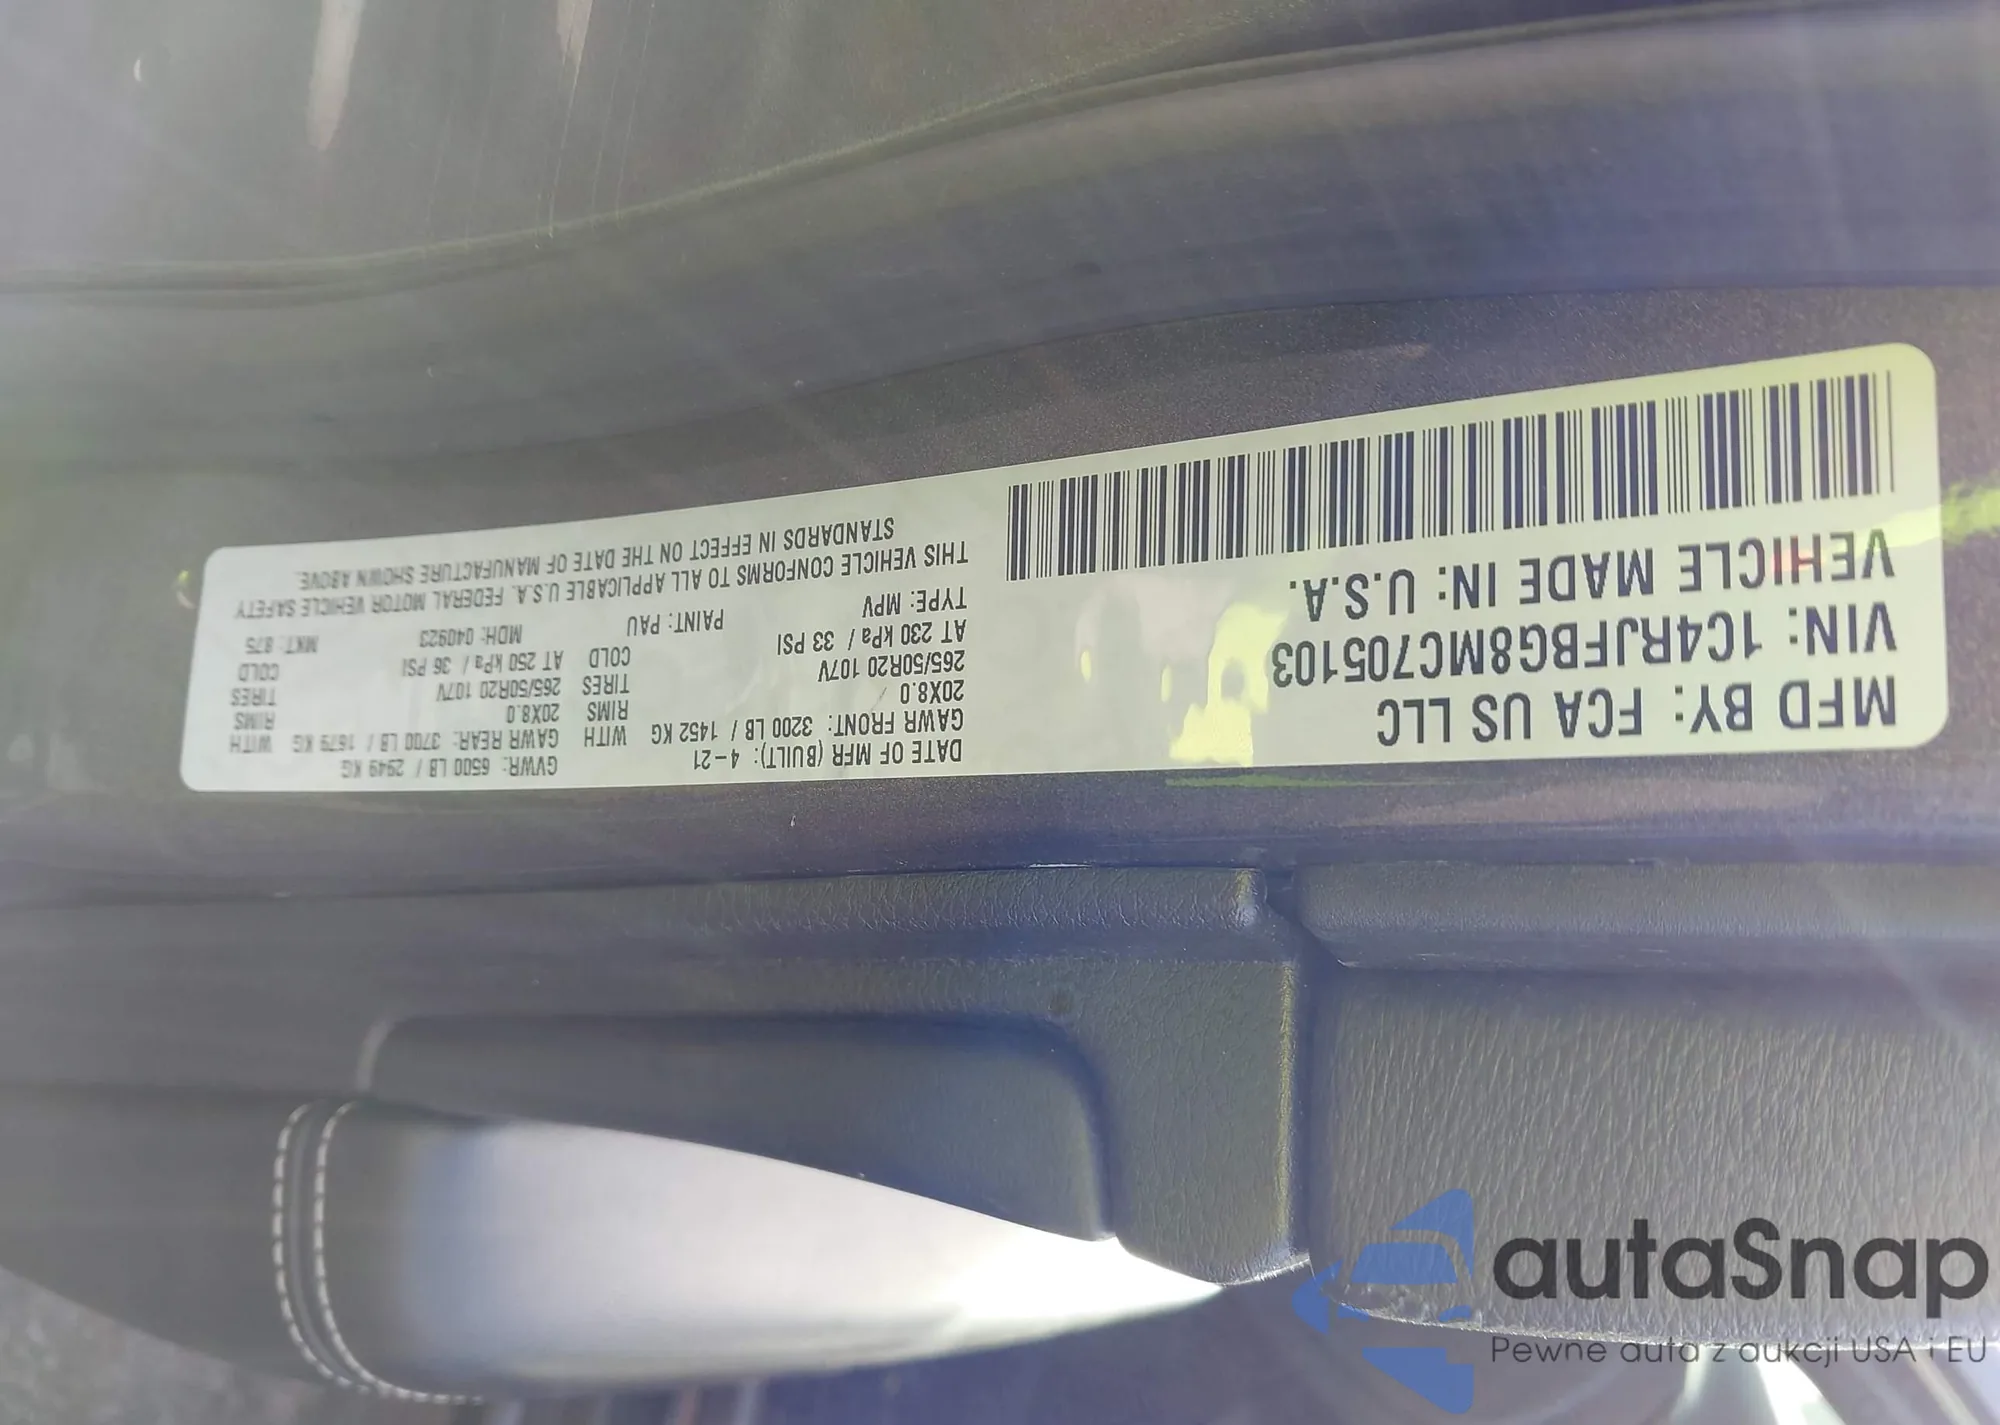 MFD BY: FCA US LLC
VIN: 1C4RJFBG8MC705103
VEHICLE MADE IN: U.S.A.
DATE OF MFR (BUILT): 4-21 GVWR: 6500 LB / 2949 KG
GAWR FRONT: 3200 LB / 1452 KG WITH GAWR REAR: 3700 LB / 1679 KG WITH
20X8.0 RIMS 20X8.0 RIMS
265/50R20 107V TIRES 265/50R20 107V TIRES
AT 230 kPa / 33 PSI COLD AT 250 kPa / 36 PSI COLD
TYPE: MPV PAINT: PAU MDH: 040923 MKT: 875
THIS VEHICLE CONFORMS TO ALL APPLICABLE U.S.A. FEDERAL MOTOR VEHICLE SAFETY
STANDARDS IN EFFECT ON THE DATE OF MANUFACTURE SHOWN ABOVE.
autaSnap
Pewne auta z aukcji USA i EU